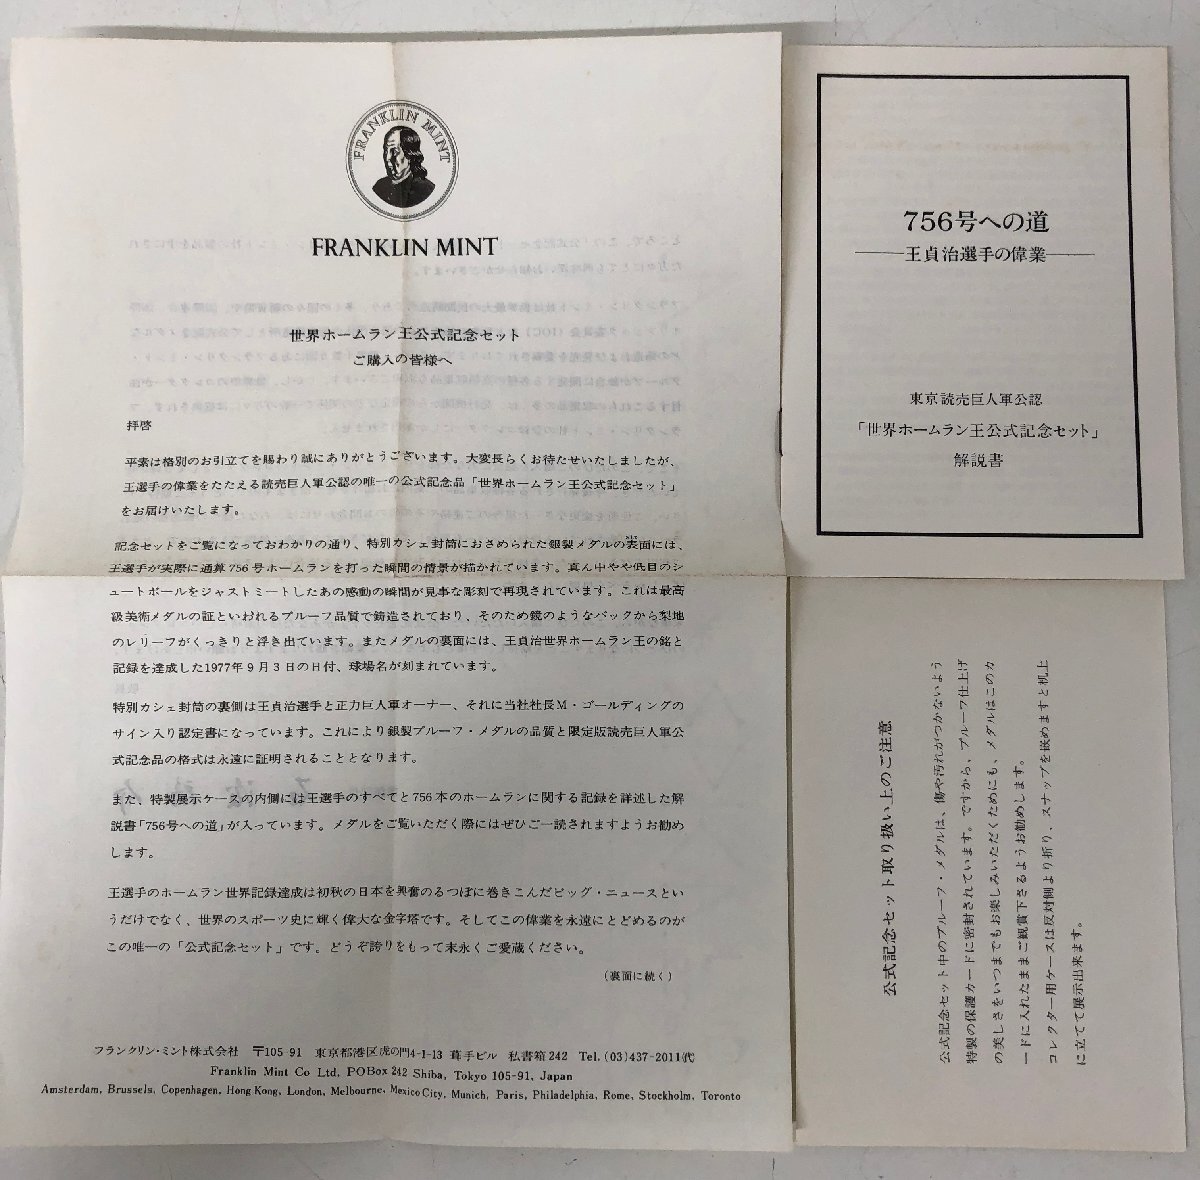 FRANKLIN MINT
FRANKLIN MINT
世界ホームラン王公式記念セット
ご購入の皆様へ
拝啓
平素は格別のお引立てを賜わり誠にありがとうございます。大変長らくお待たせいたしましたが、
王選手の偉業をたたえる読売巨人軍公認の唯一の公式記念品「世界ホームラン王公式記念セット」
をお届けいたします。
記念セットをご覧になっておわかりの通り、特別カシェ封筒におさめられた銀製メダルの表面には、
王選手が実際に通算756号ホームランを打った瞬間の情景が描かれています。真ん中やや低目のシ
ュートボールをジャストミートしたあの感動の瞬間が見事な彫刻で再現されています。これは最高
級美術メダルの証といわれるプルーフ品質で鋳造されており、そのため鏡のようなバックから梨地
のレリーフがくっきりと浮き出ています。またメダルの裏面には、王貞治世界ホームラン王の銘と
記録を達成した1977年9月3日の日付、球場名が刻まれています。
特別カシェ封筒の裏側は王貞治選手と正力巨人軍オーナー、それに当社社長M・ゴールディングの
サイン入り認定書になっています。これにより銀製プルーフ・メダルの品質と限定版読売巨人軍公
式記念品の格式は永遠に証明されることとなります。
また、特製展示ケースの内側には王選手のすべてと756本のホームランに関する記録を詳述した解
説書「756号への道」が入っています。メダルをご覧いただく際にはぜひご一読されますようお勧め
します。
王選手のホームラン世界記録達成は初秋の日本を興奮のるつぼに巻きこんだビッグ・ニュースとい
うだけでなく、世界のスポーツ史に輝く偉大な金字塔です。そしてこの偉業を永遠にとどめるのが
この唯一の「公式記念セット」です。どうぞ誇りをもって末永くご愛蔵ください。
(裏面に続く)
フランクリン・ミント株式会社 〒105-91 東京都港区虎の門4-1-13 葺手ビル 私書箱242 Tel. (03)437-2011(代)
Franklin Mint Co Ltd, POBox 242 Shiba, Tokyo 105-91, Japan
Amsterdam, Brussels, Copenhagen, Hong Kong, London, Melbourne, Mexico City, Munich, Paris, Philadelphia, Rome, Stockholm, Toronto
756号への道
——王貞治選手の偉業——
東京読売巨人軍公認
「世界ホームラン王公式記念セット」
解説書
公式記念セット取り扱い上のご注意
公式記念セット中のプルーフ・メダルは、傷や汚れがつかないよう
特製の保護カードに密封されています。ですから、プルーフ仕上げ
の美しさをいつまでもお楽しみいただくためにも、メダルはこのカ
ードに入れたままご観賞下さるようお勧めします。
コレクター用ケースは反対側より折り、スナップを嵌めますと机上
に立てて展示出来ます。